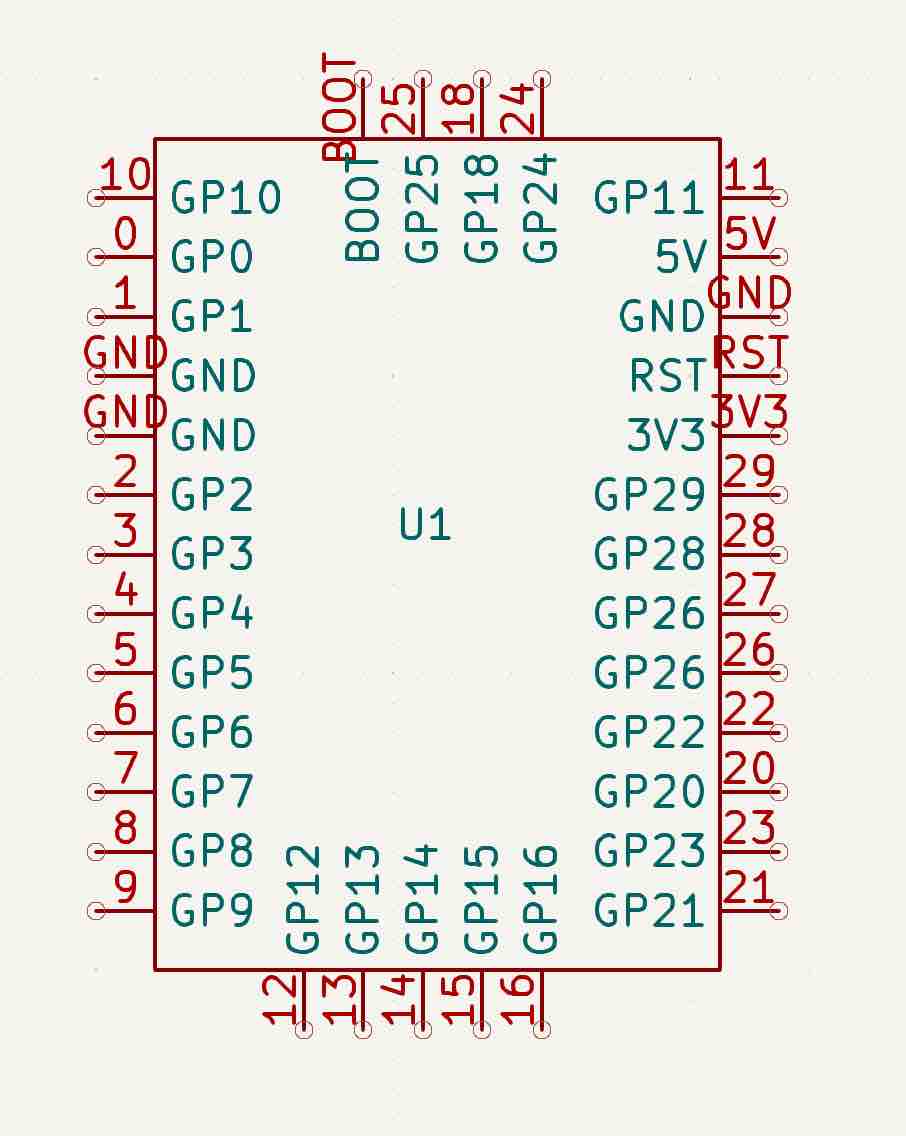 BOOT 25 18 24
BOOT GP25 GP18 GP24
10 GP10 GP11 11
0 GP0 5V 5V
1 GP1 GND GND
GND GND RST RST
GND GND 3V3 3V3
2 GP2 GP29 29
3 GP3 U1 GP28 28
4 GP4 GP26 27
5 GP5 GP26 26
6 GP6 GP22 22
7 GP7 GP20 20
8 GP8 GP23 23
9 GP9 GP21 21
GP12 GP13 GP14 GP15 GP16
12 13 14 15 16